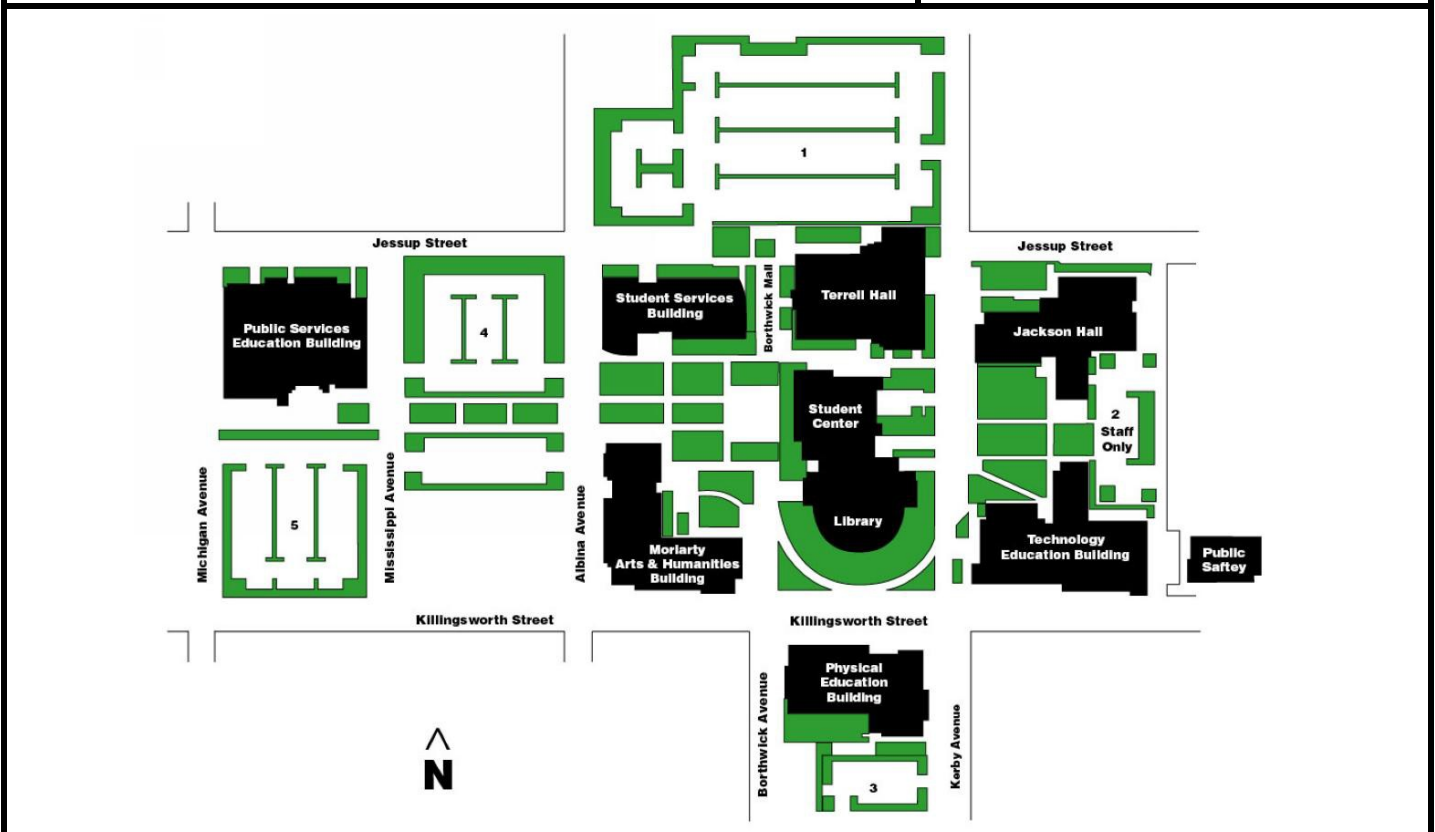 1
Jessup Street
Jessup Street
Public Services
Education Building
4
Student Services
Building
Borthwick Mall
Terrell Hall
Jackson Hall
Student
Center
2
Staff
Only
Michigan Avenue
5
Mississippi Avenue
Albina Avenue
Moriarty
Arts & Humanities
Building
Library
Technology
Education Building
Public
Saftey
Killingsworth Street
Killingsworth Street
Physical
Education
Building
Borthwick Avenue
Kerby Avenue
3
N